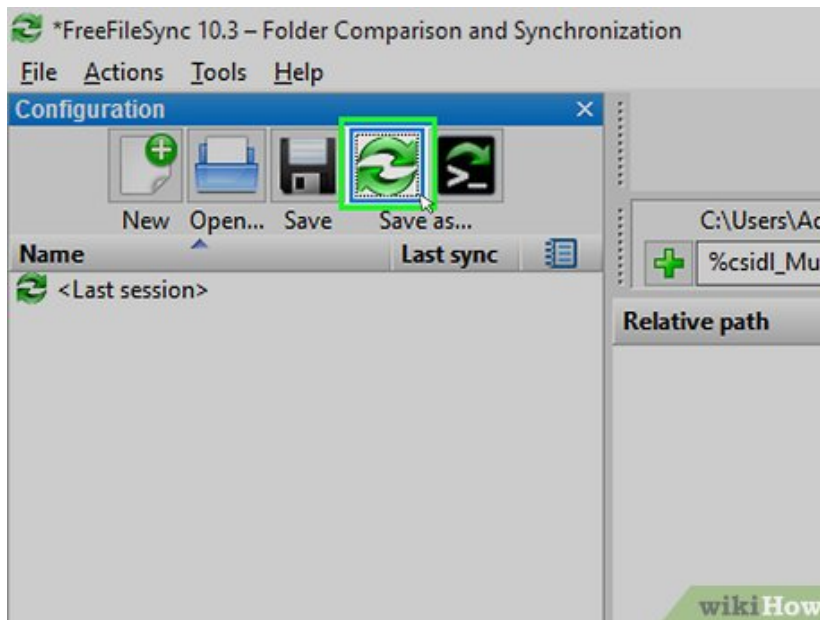 *FreeFileSync 10.3 – Folder Comparison and Synchronization
File Actions Tools Help
Configuration
New Open... Save Save as...
Name Last sync
<Last session>
C:\Users\Ac
%csidl_Mu
Relative path
wikiHow